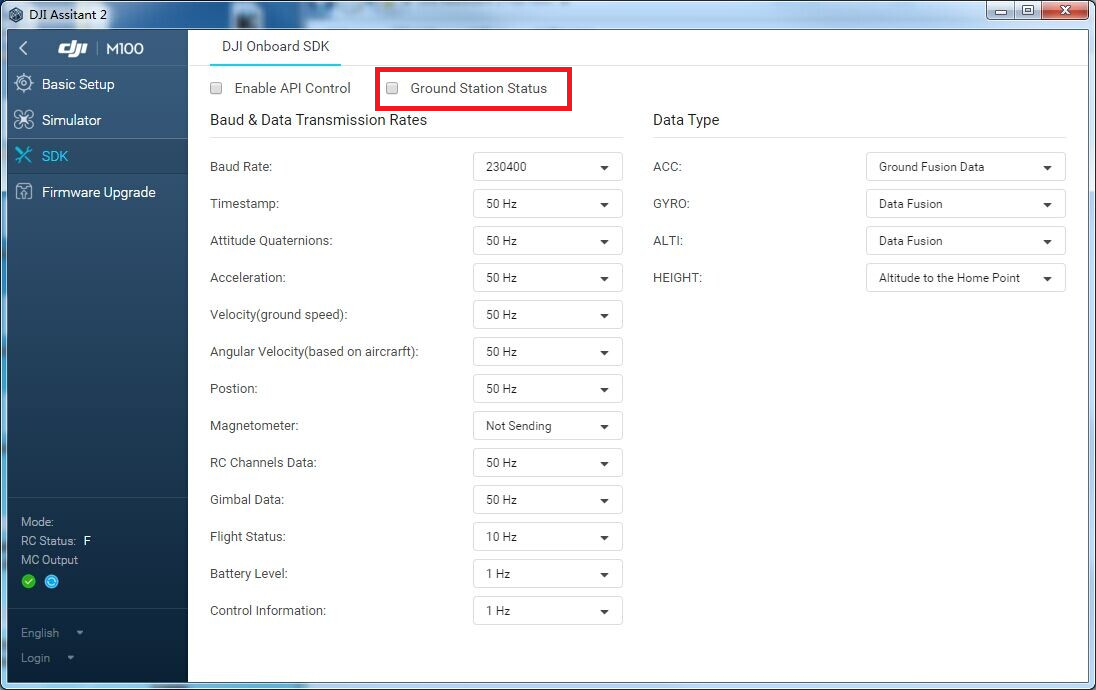 DJI Assitant 2
dji M100
Basic Setup
Simulator
SDK
Firmware Upgrade
Mode:
RC Status: F
MC Output
English
Login
DJI Onboard SDK
Enable API Control Ground Station Status
Baud & Data Transmission Rates
Baud Rate: 230400
Timestamp: 50 Hz
Attitude Quaternions: 50 Hz
Acceleration: 50 Hz
Velocity(ground speed): 50 Hz
Angular Velocity(based on aircrarft): 50 Hz
Postion: 50 Hz
Magnetometer: Not Sending
RC Channels Data: 50 Hz
Gimbal Data: 50 Hz
Flight Status: 10 Hz
Battery Level: 1 Hz
Control Information: 1 Hz
Data Type
ACC: Ground Fusion Data
GYRO: Data Fusion
ALTI: Data Fusion
HEIGHT: Altitude to the Home Point